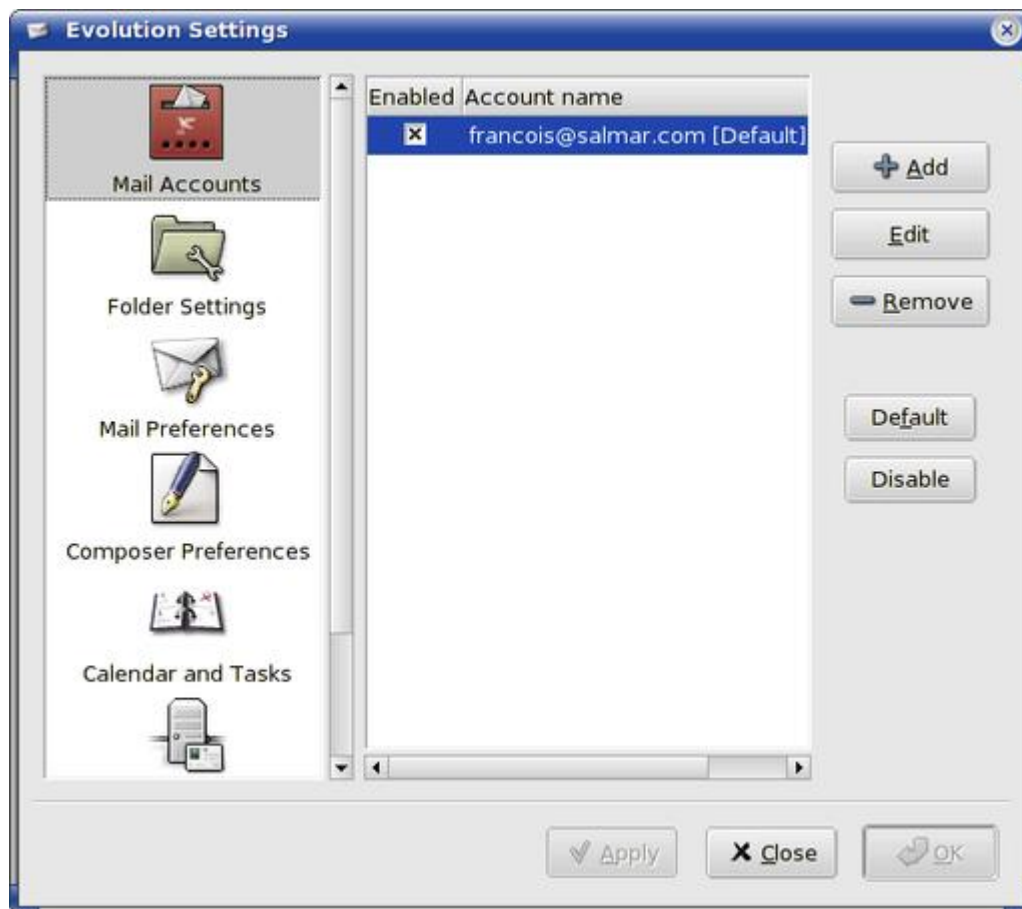 Evolution Settings
Mail Accounts
Folder Settings
Mail Preferences
Composer Preferences
Calendar and Tasks
Enabled Account name
francois@salmar.com [Default]
Add
Edit
Remove
Default
Disable
Apply
Close
OK